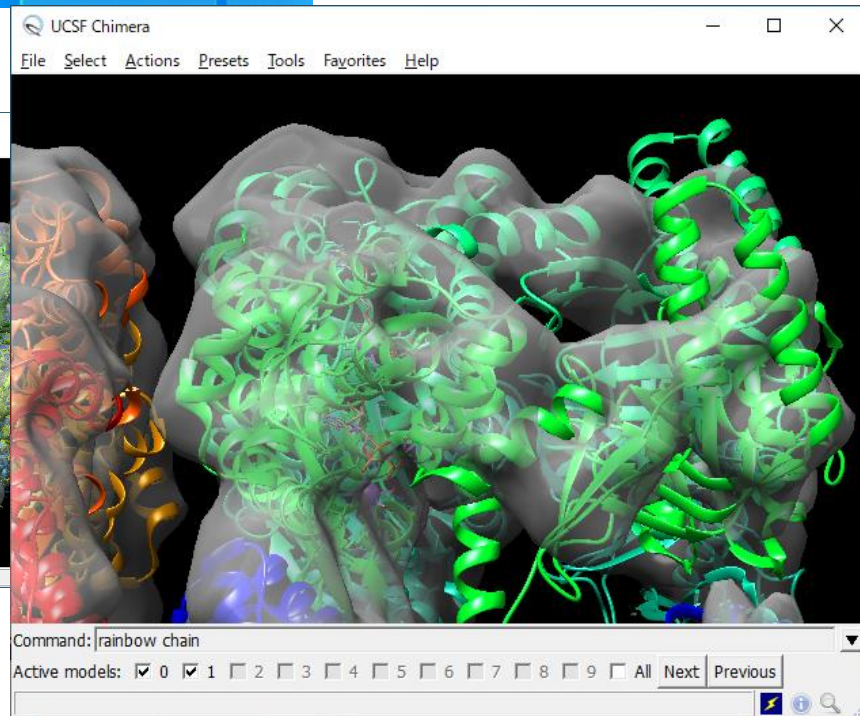 UCSF Chimera
File Select Actions Presets Tools Favorites Help
Command: rainbow chain
Active models: 0 1 2 3 4 5 6 7 8 9 All Next Previous